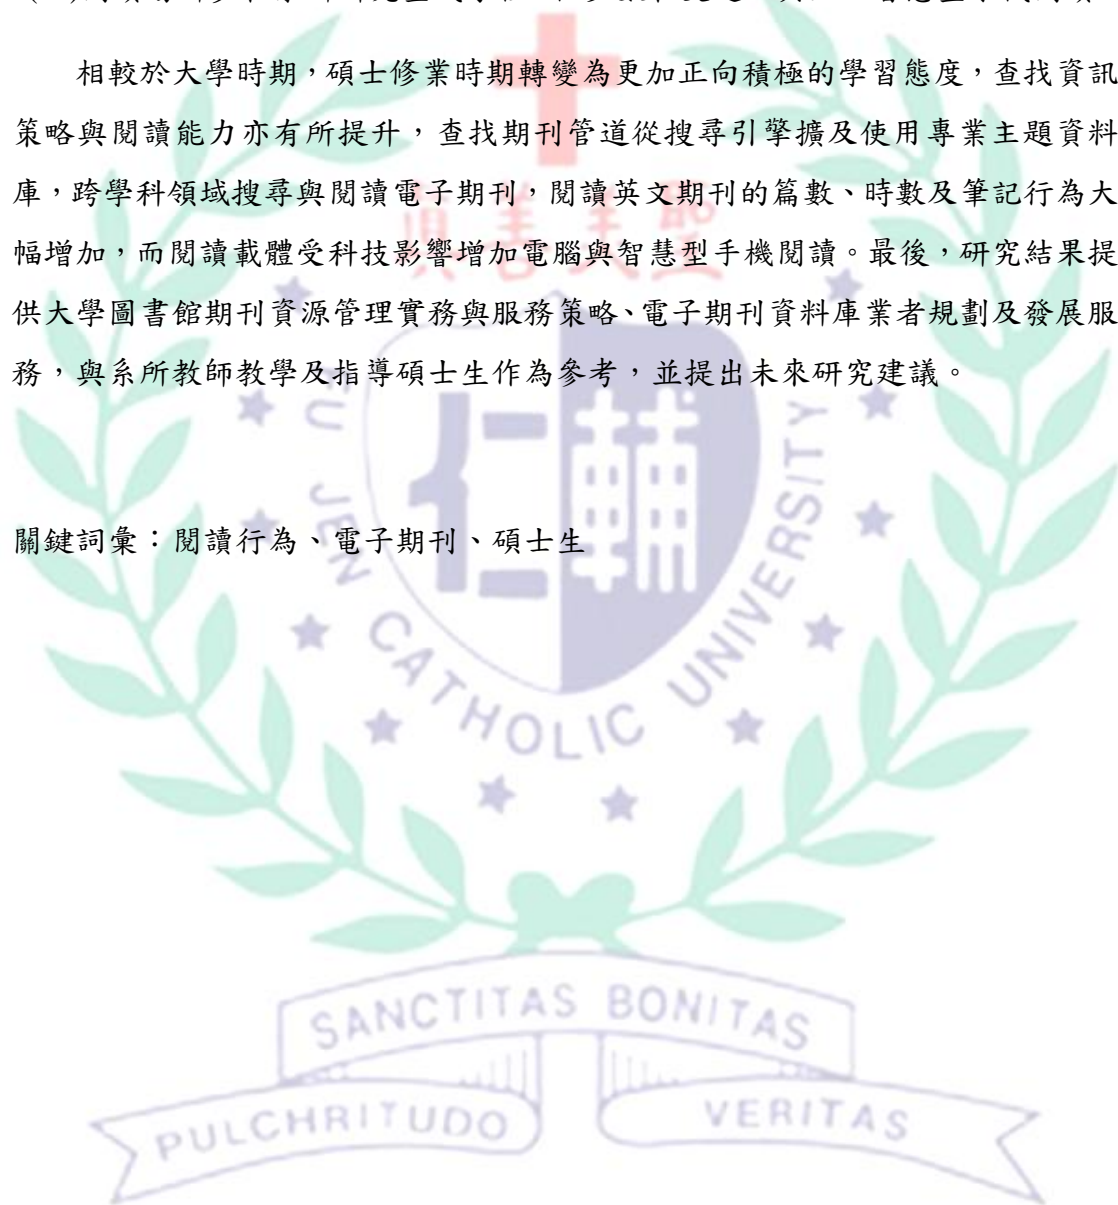 相較於大學時期，碩士修業時期轉變為更加正向積極的學習態度，查找資訊
策略與閱讀能力亦有所提升，查找期刊管道從搜尋引擎擴及使用專業主題資料
庫，跨學科領域搜尋與閱讀電子期刊，閱讀英文期刊的篇數、時數及筆記行為大
幅增加，而閱讀載體受科技影響增加電腦與智慧型手機閱讀。最後，研究結果提
供大學圖書館期刊資源管理實務與服務策略、電子期刊資料庫業者規劃及發展服
務，與系所教師教學及指導碩士生作為參考，並提出未來研究建議。
關鍵詞彙：閱讀行為、電子期刊、碩士生
真善美聖
仁輔
FU JEN CATHOLIC UNIVERSITY
SANCTITAS BONITAS
PULCHRITUDO VERITAS